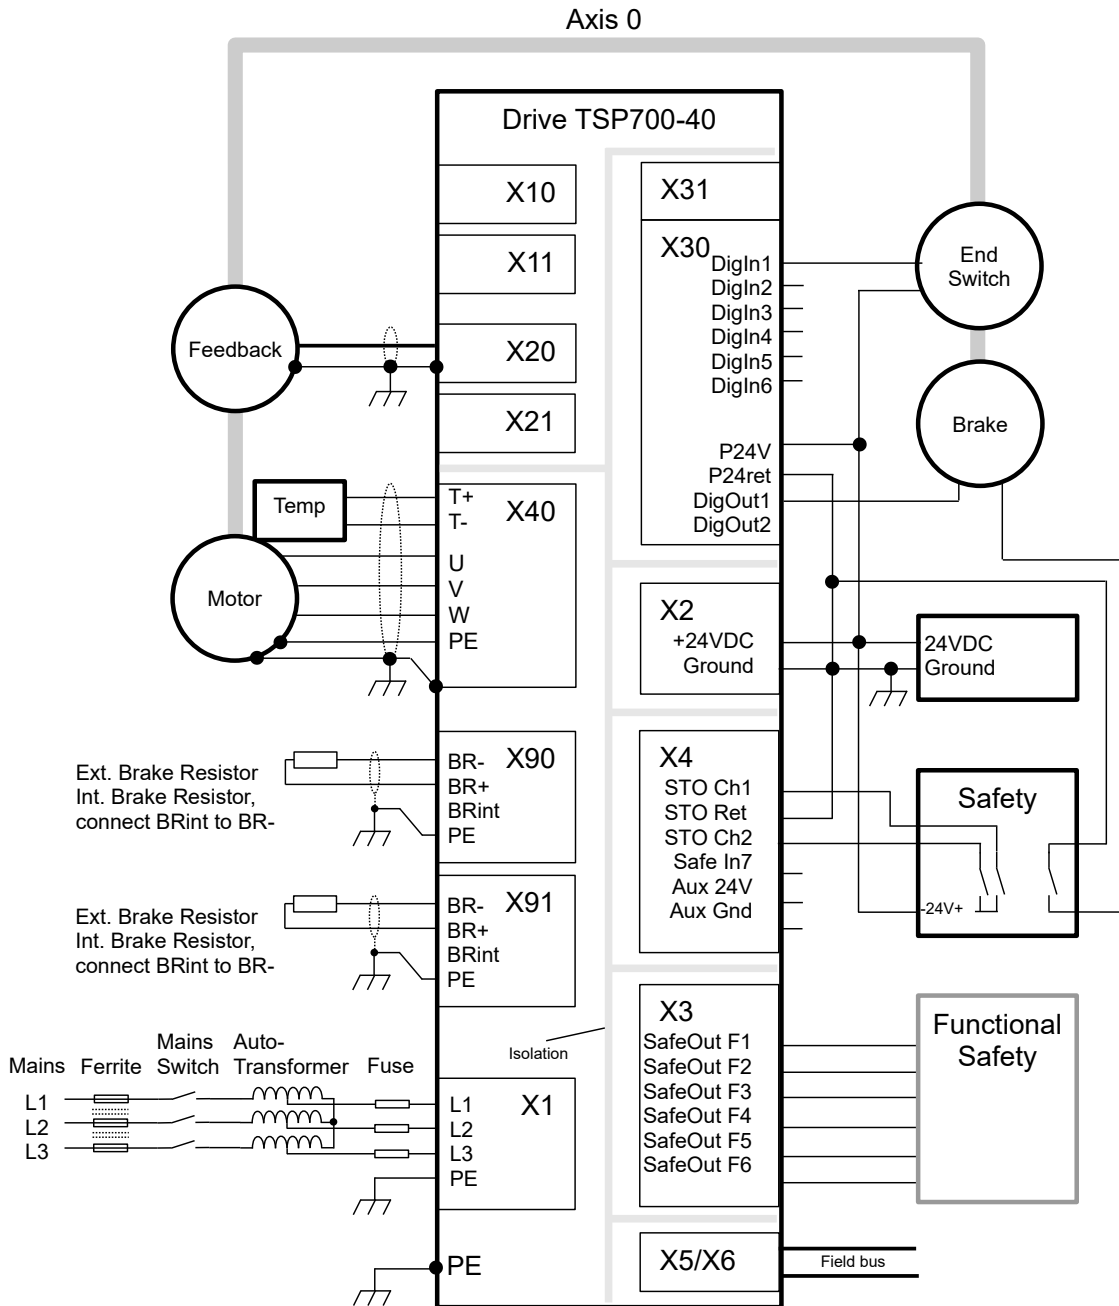 Axis 0
Drive TSP700-40
X10
X11
X20
X21
Feedback
Temp
Motor
X40
T+
T-
U
V
W
PE
X90
BR-
BR+
BRint
PE
Ext. Brake Resistor
Int. Brake Resistor,
connect BRint to BR-
X91
BR-
BR+
BRint
PE
Ext. Brake Resistor
Int. Brake Resistor,
connect BRint to BR-
Mains
Ferrite
Mains
Switch
Auto-
Transformer
Fuse
L1
L2
L3
X1
L1
L2
L3
PE
PE
Isolation
X31
X30
DigIn1
DigIn2
DigIn3
DigIn4
DigIn5
DigIn6
P24V
P24ret
DigOut1
DigOut2
End
Switch
Brake
X2
+24VDC
Ground
24VDC
Ground
X4
STO Ch1
STO Ret
STO Ch2
Safe In7
Aux 24V
Aux Gnd
Safety
-24V+
X3
SafeOut F1
SafeOut F2
SafeOut F3
SafeOut F4
SafeOut F5
SafeOut F6
Functional
Safety
X5/X6
Field bus